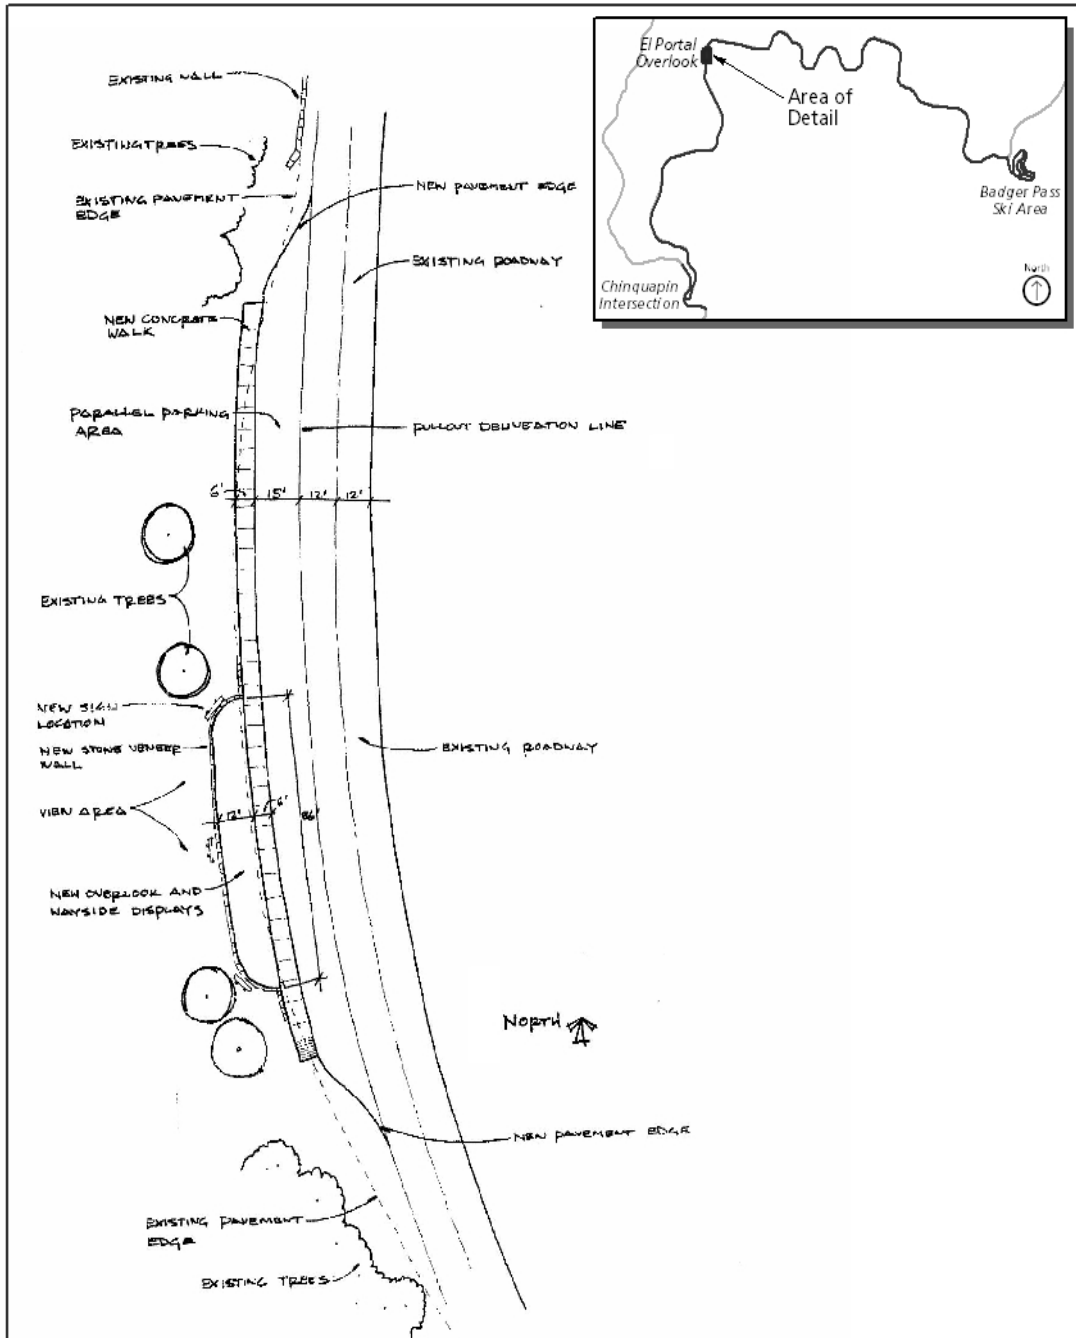 EXISTING WALL
EXISTING TREES
EXISTING PAVEMENT
EDGE
NEW PAVEMENT EDGE
EXISTING ROADWAY
NEW CONCRETE
WALK
PARALLEL PARKING
AREA
PULLOUT DELINEATION LINE
6' 15' 12' 12'
EXISTING TREES
NEW SIGN
LOCATION
NEW STONE VENEER
WALL
EXISTING ROADWAY
VIEW AREA
12' 6' 86'
NEW OVERLOOK AND
WAYSIDE DISPLAYS
NORTH
NEW PAVEMENT EDGE
EXISTING PAVEMENT
EDGE
EXISTING TREES
El Portal
Overlook
Area of
Detail
Badger Pass
Ski Area
North
Chinquapin
Intersection